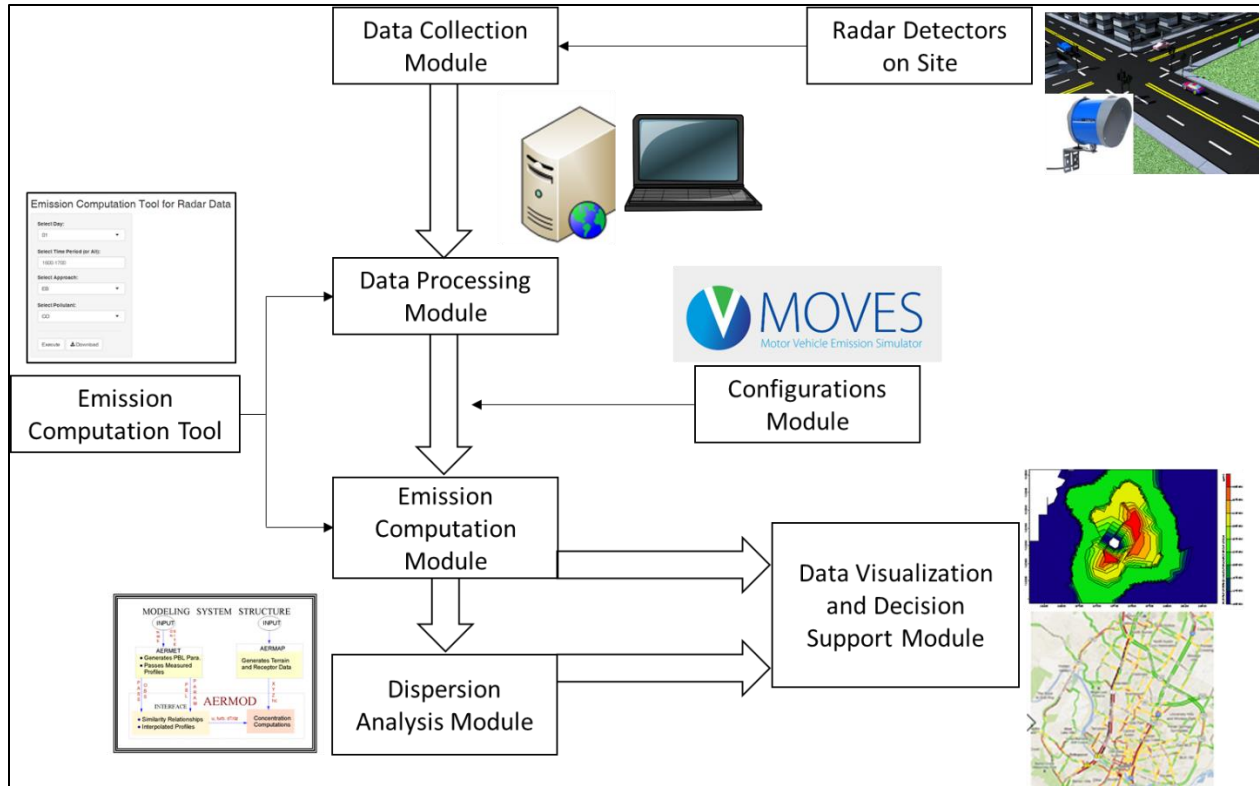 Data Collection
Module
Radar Detectors
on Site
Emission Computation Tool for Radar Data
Select Day:
01
Select Time Period (or All):
1600-1700
Select Approach:
EB
Select Pollutant:
CO
Execute
Download
Data Processing
Module
MOVES
Motor Vehicle Emission Simulator
Configurations
Module
Emission
Computation Tool
Emission
Computation
Module
Data Visualization
and Decision
Support Module
MODELING SYSTEM STRUCTURE
INPUT
INPUT
AERMET
• Generates PBL Para.
• Passes Measured
Profiles
AERMAP
Generates Terrain
and Receptor Data
INTERFACE
AERMOD
• Similarity Relationships
• Interpolated Profiles
Concentration
Computations
Dispersion
Analysis Module